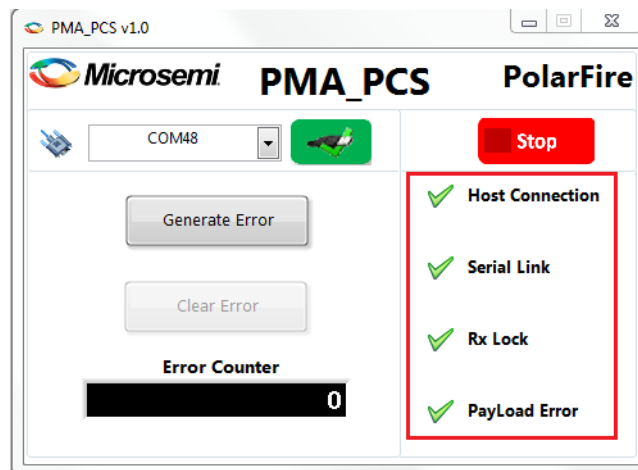 PMA_PCS v1.0
Microsemi. PMA_PCS PolarFire
COM48
Stop
Generate Error
Clear Error
Error Counter
0
Host Connection
Serial Link
Rx Lock
PayLoad Error